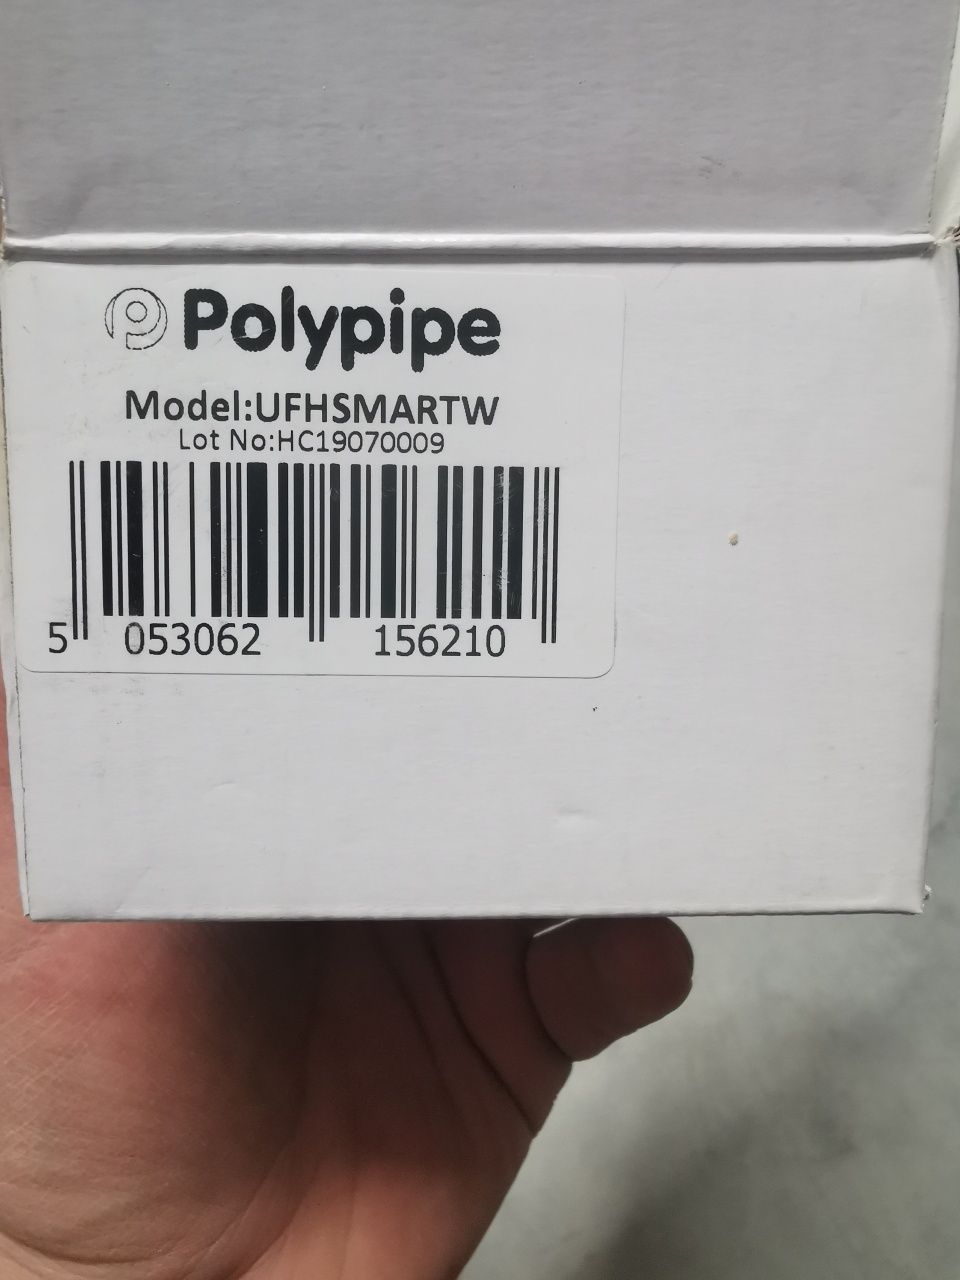 Polypipe
Model:UFHSMARTW
Lot No:HC19070009
5 053062 156210